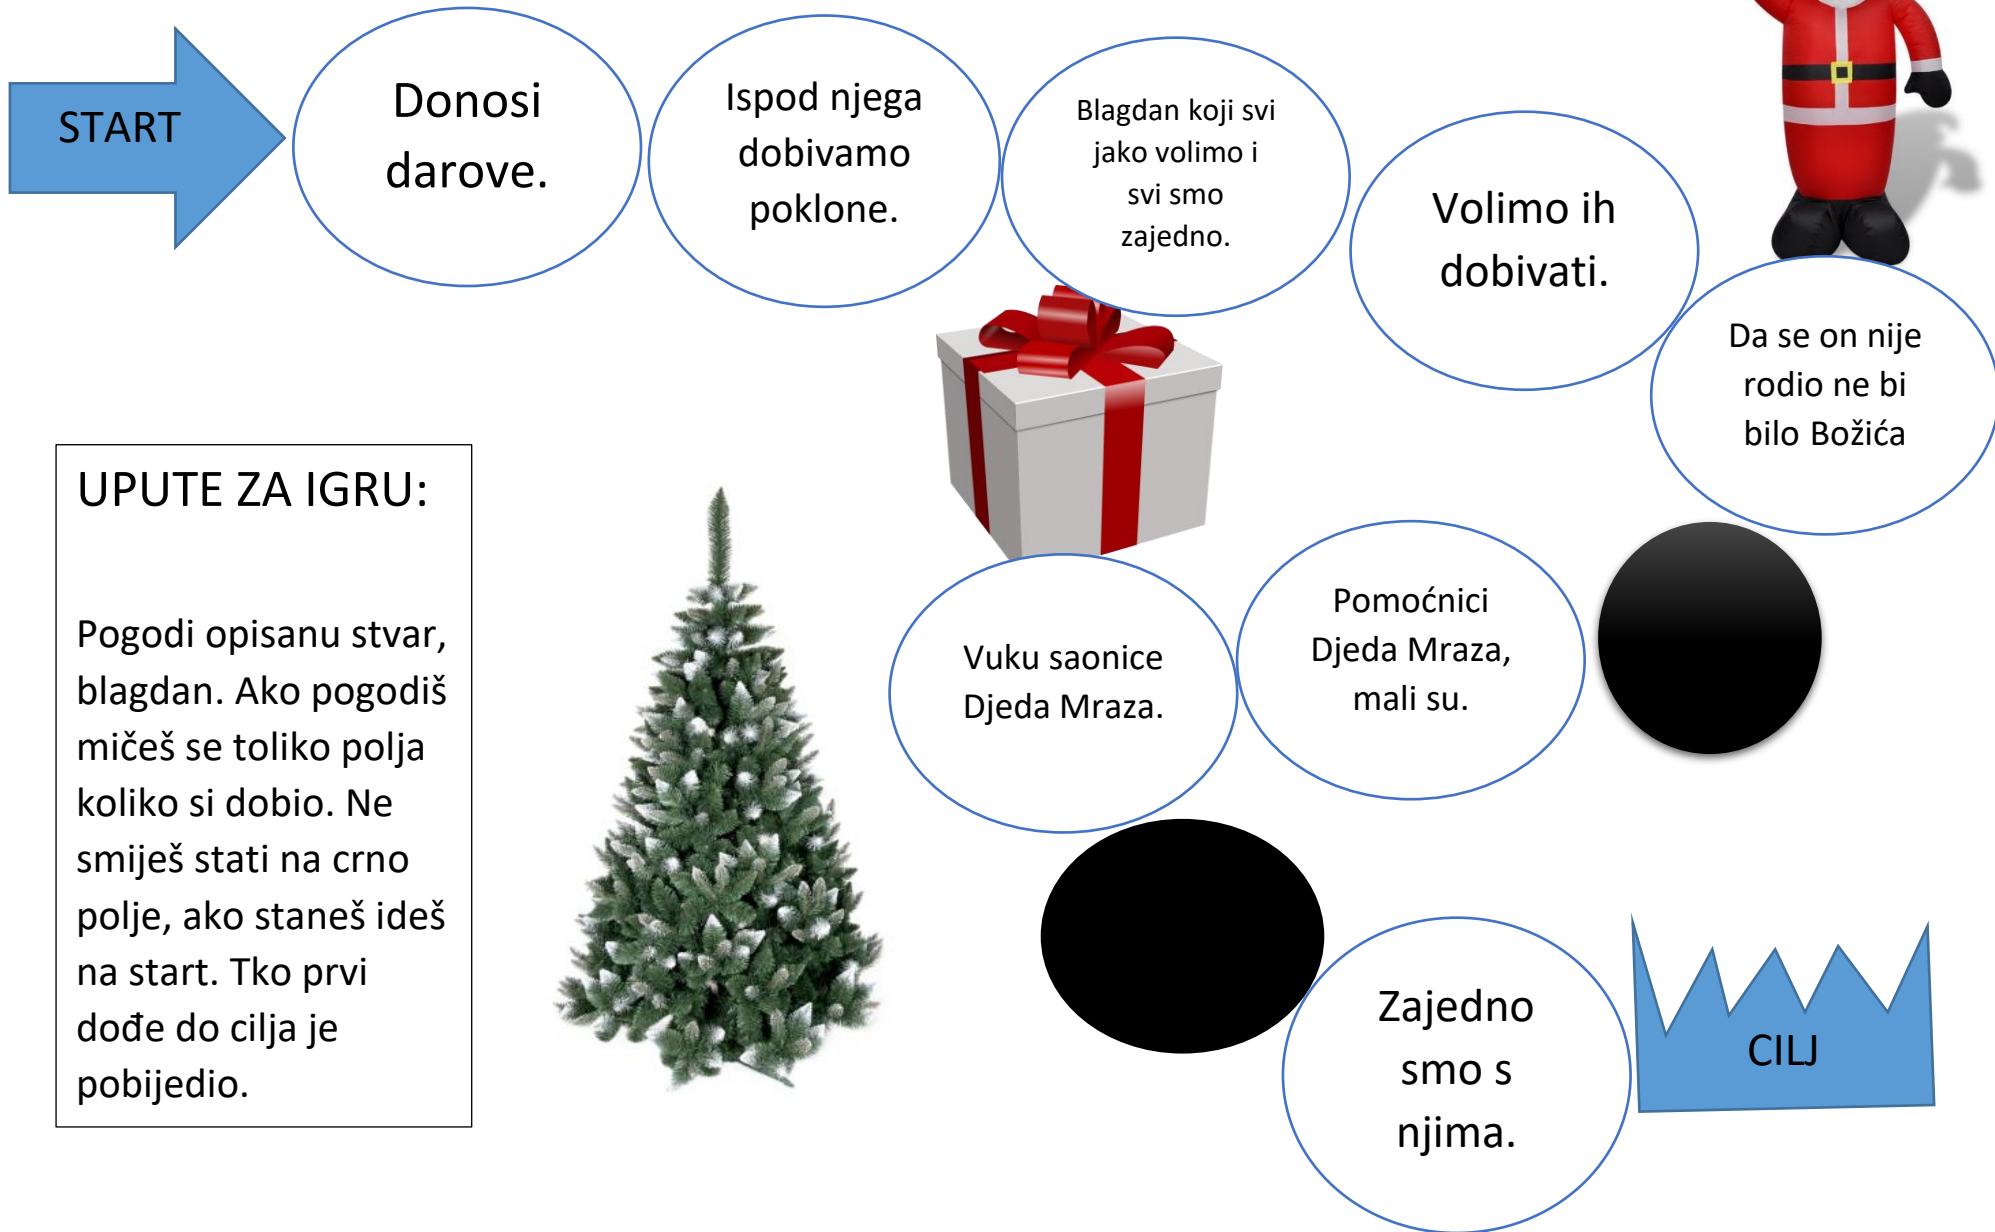 START
Donosi
darove.
Ispod njega
dobivamo
poklone.
Blagdan koji svi
jako volimo i
svi smo
zajedno.
Volimo ih
dobivati.
Da se on nije
rodio ne bi
bilo Božića
Pomoćnici
Djeda Mraza,
mali su.
Vuku saonice
Djeda Mraza.
Zajedno
smo s
njima.
CILJ
UPUTE ZA IGRU:
Pogodi opisanu stvar,
blagdan. Ako pogodiš
mičeš se toliko polja
koliko si dobio. Ne
smiješ stati na crno
polje, ako staneš ideš
na start. Tko prvi
dođe do cilja je
pobijedio.